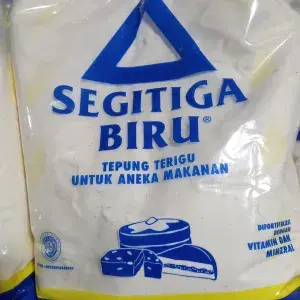 SEGITIGA
BIRU®
TEPUNG TERIGU
UNTUK ANEKA MAKANAN
DIFORTIFIKASI
DENGAN
VITAMIN DAN
MINERAL